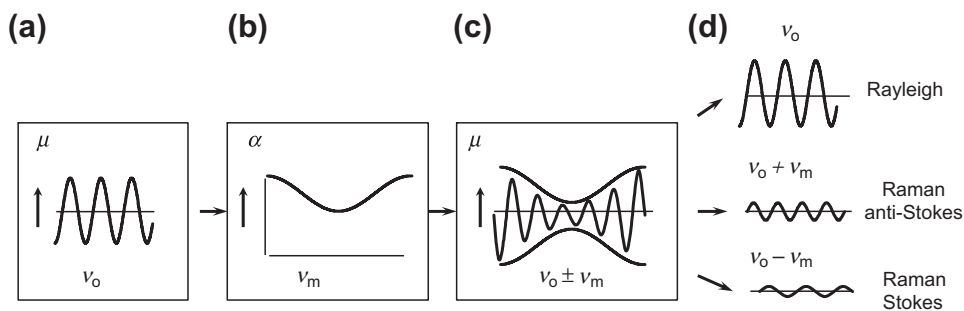 (a)
μ
ν₀
(b)
α
νₘ
(c)
μ
ν₀ ± νₘ
(d)
ν₀
Rayleigh
ν₀ + νₘ
Raman
anti-Stokes
ν₀ − νₘ
Raman
Stokes